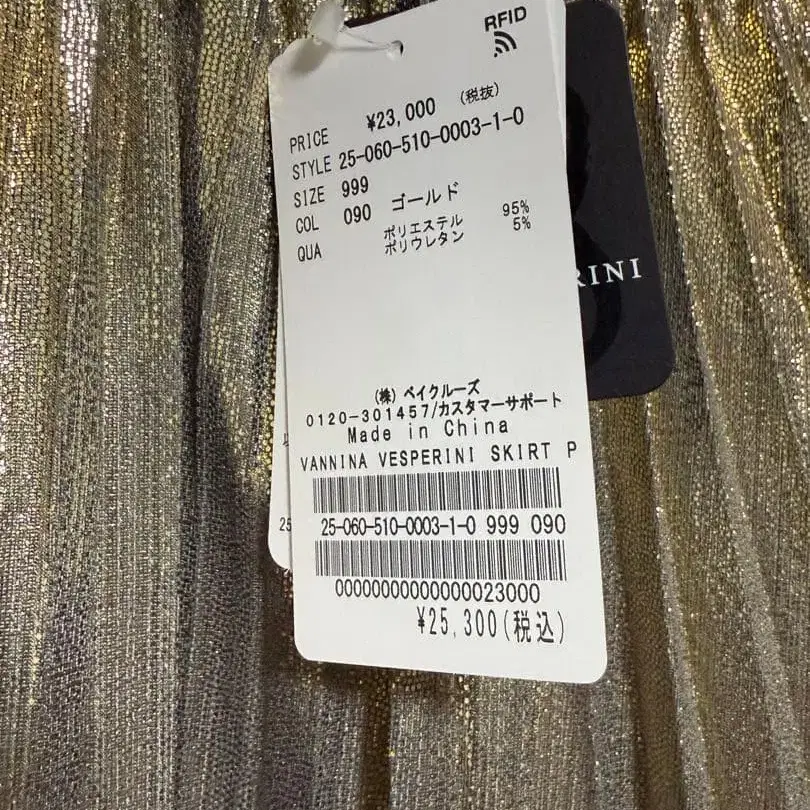 RFID
PRICE ¥23,000 (税抜)
STYLE 25-060-510-0003-1-0
SIZE 999
COL 090 ゴールド
QUA ポリエステル 95%
ポリウレタン 5%
RINI
(株) ベイクルーズ
0120-301457/カスタマーサポート
Made in China
VANNINA VESPERINI SKIRT P
25-060-510-0003-1-0 999 090
00000000000000023000
¥25,300(税込)
25